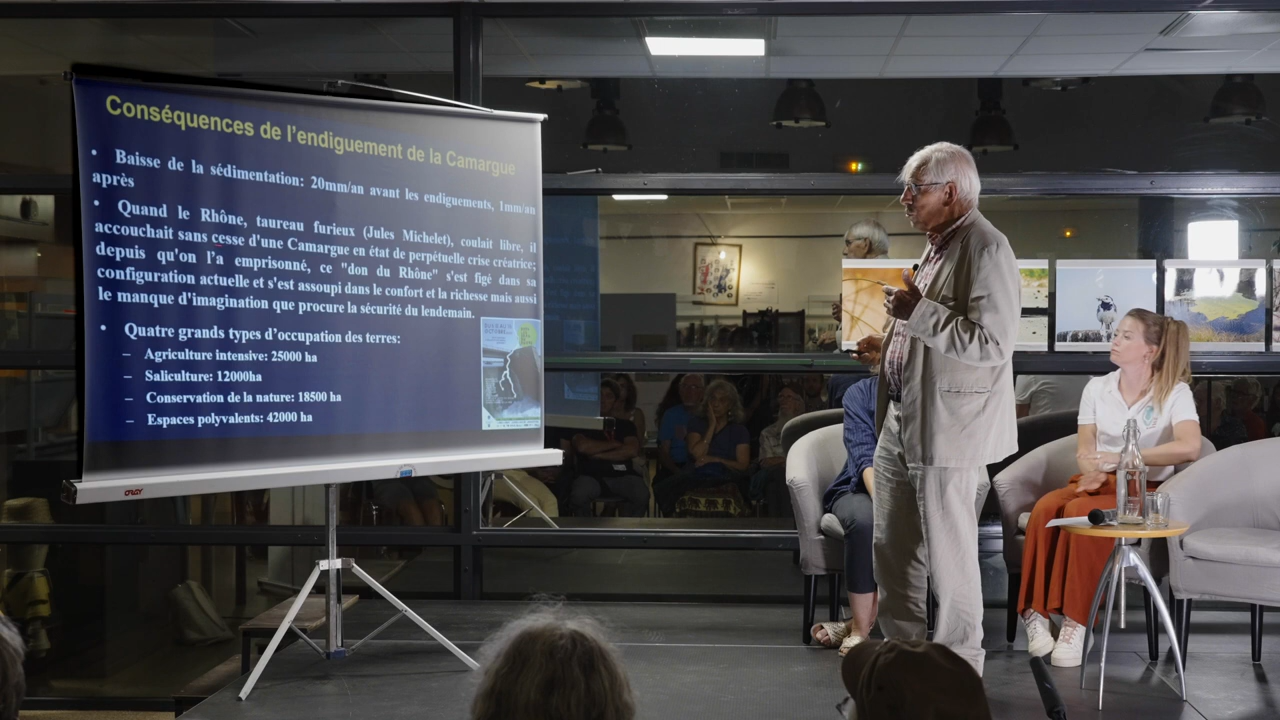 Conséquences de l'endiguement de la Camargue
• Baisse de la sédimentation: 20mm/an avant les endiguements, 1mm/an
après
• Quand le Rhône, taureau furieux (Jules Michelet), coulait libre, il
accouchait sans cesse d'une Camargue en état de perpétuelle crise créatrice;
depuis qu'on l'a emprisonné, ce "don du Rhône" s'est figé dans sa
configuration actuelle et s'est assoupi dans le confort et la richesse mais aussi
le manque d'imagination que procure la sécurité du lendemain.
• Quatre grands types d'occupation des terres:
– Agriculture intensive: 25000 ha
– Saliculture: 12000ha
– Conservation de la nature: 18500 ha
– Espaces polyvalents: 42000 ha
ORAY